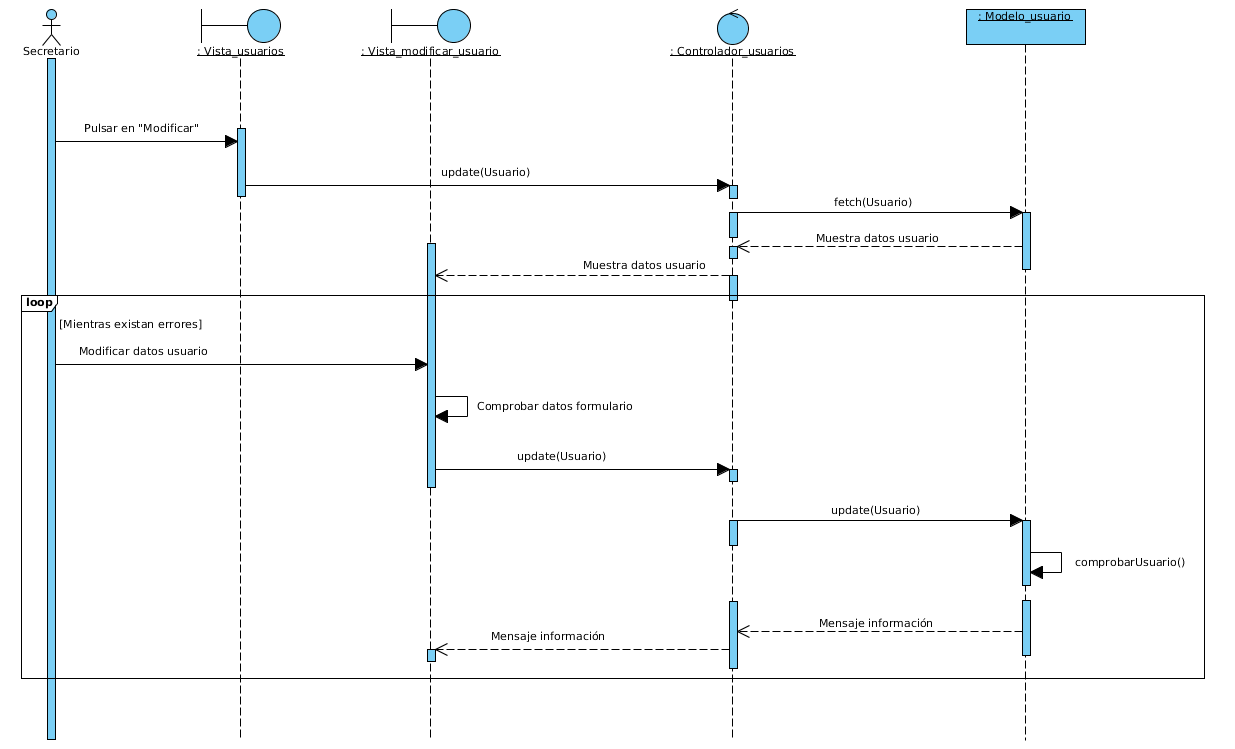 : Modelo_usuario
Secretario
: Vista_usuarios
: Vista_modificar_usuario
: Controlador_usuarios
Pulsar en "Modificar"
update(Usuario)
fetch(Usuario)
Muestra datos usuario
Muestra datos usuario
loop
[Mientras existan errores]
Modificar datos usuario
Comprobar datos formulario
update(Usuario)
update(Usuario)
comprobarUsuario()
Mensaje información
Mensaje información